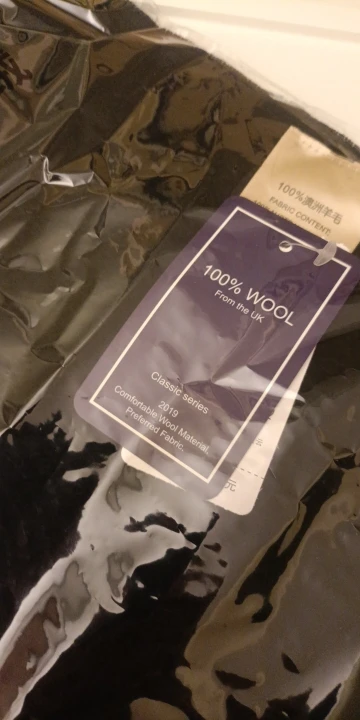 100%澳洲羊毛
FABRIC CONTENT
100% WOOL
From the UK
Classic series
2019
Comfortable Wool Material
Preferred Fabric.
元